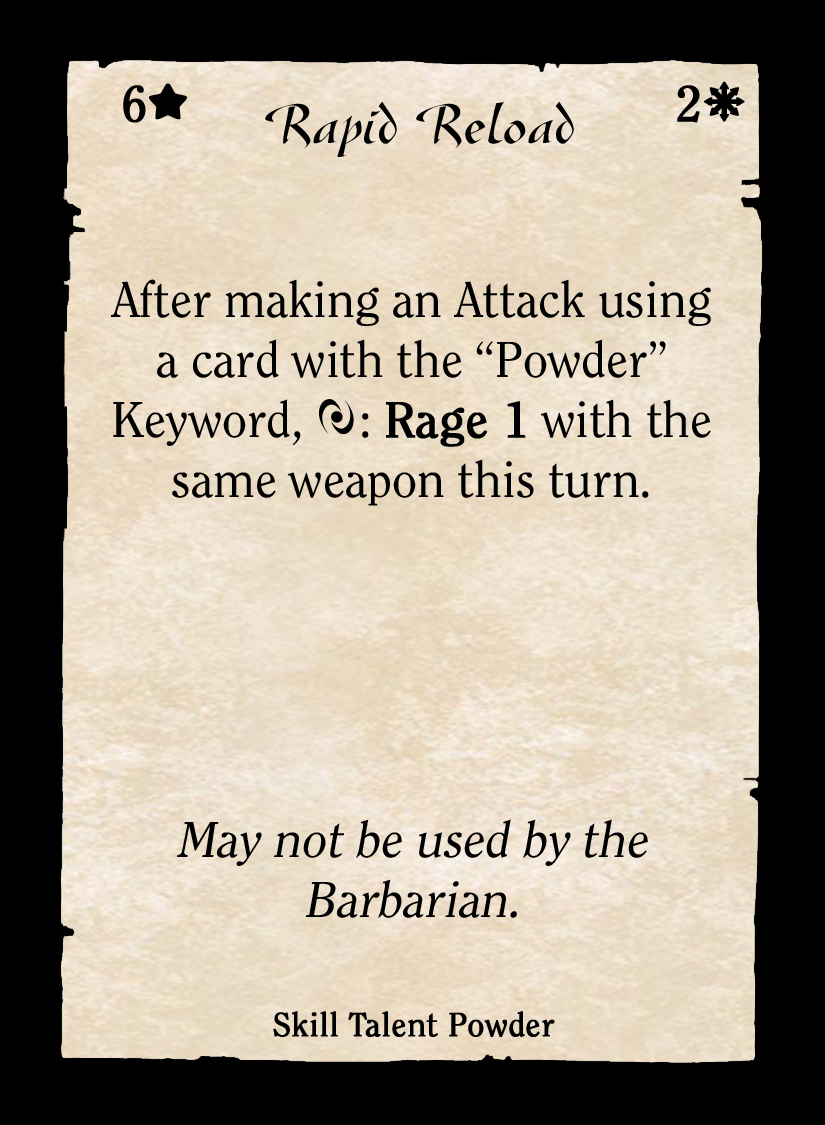 6★ Rapid Reload 2❋
After making an Attack using
a card with the “Powder”
Keyword, : Rage 1 with the
same weapon this turn.
May not be used by the
Barbarian.
Skill Talent Powder